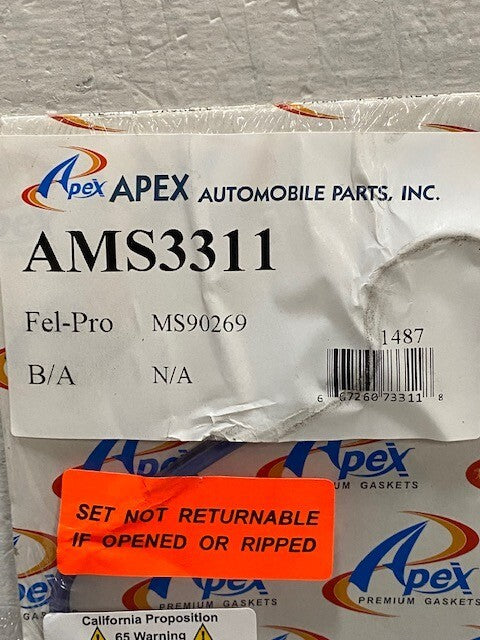 Apex APEX AUTOMOBILE PARTS, INC.
AMS3311
Fel-Pro MS90269
1487
B/A N/A
6 67260 73311 8
Apex
Apex
PREMIUM GASKETS
SET NOT RETURNABLE
IF OPENED OR RIPPED
Apex
PREMIUM GASKETS
California Proposition
65 Warning